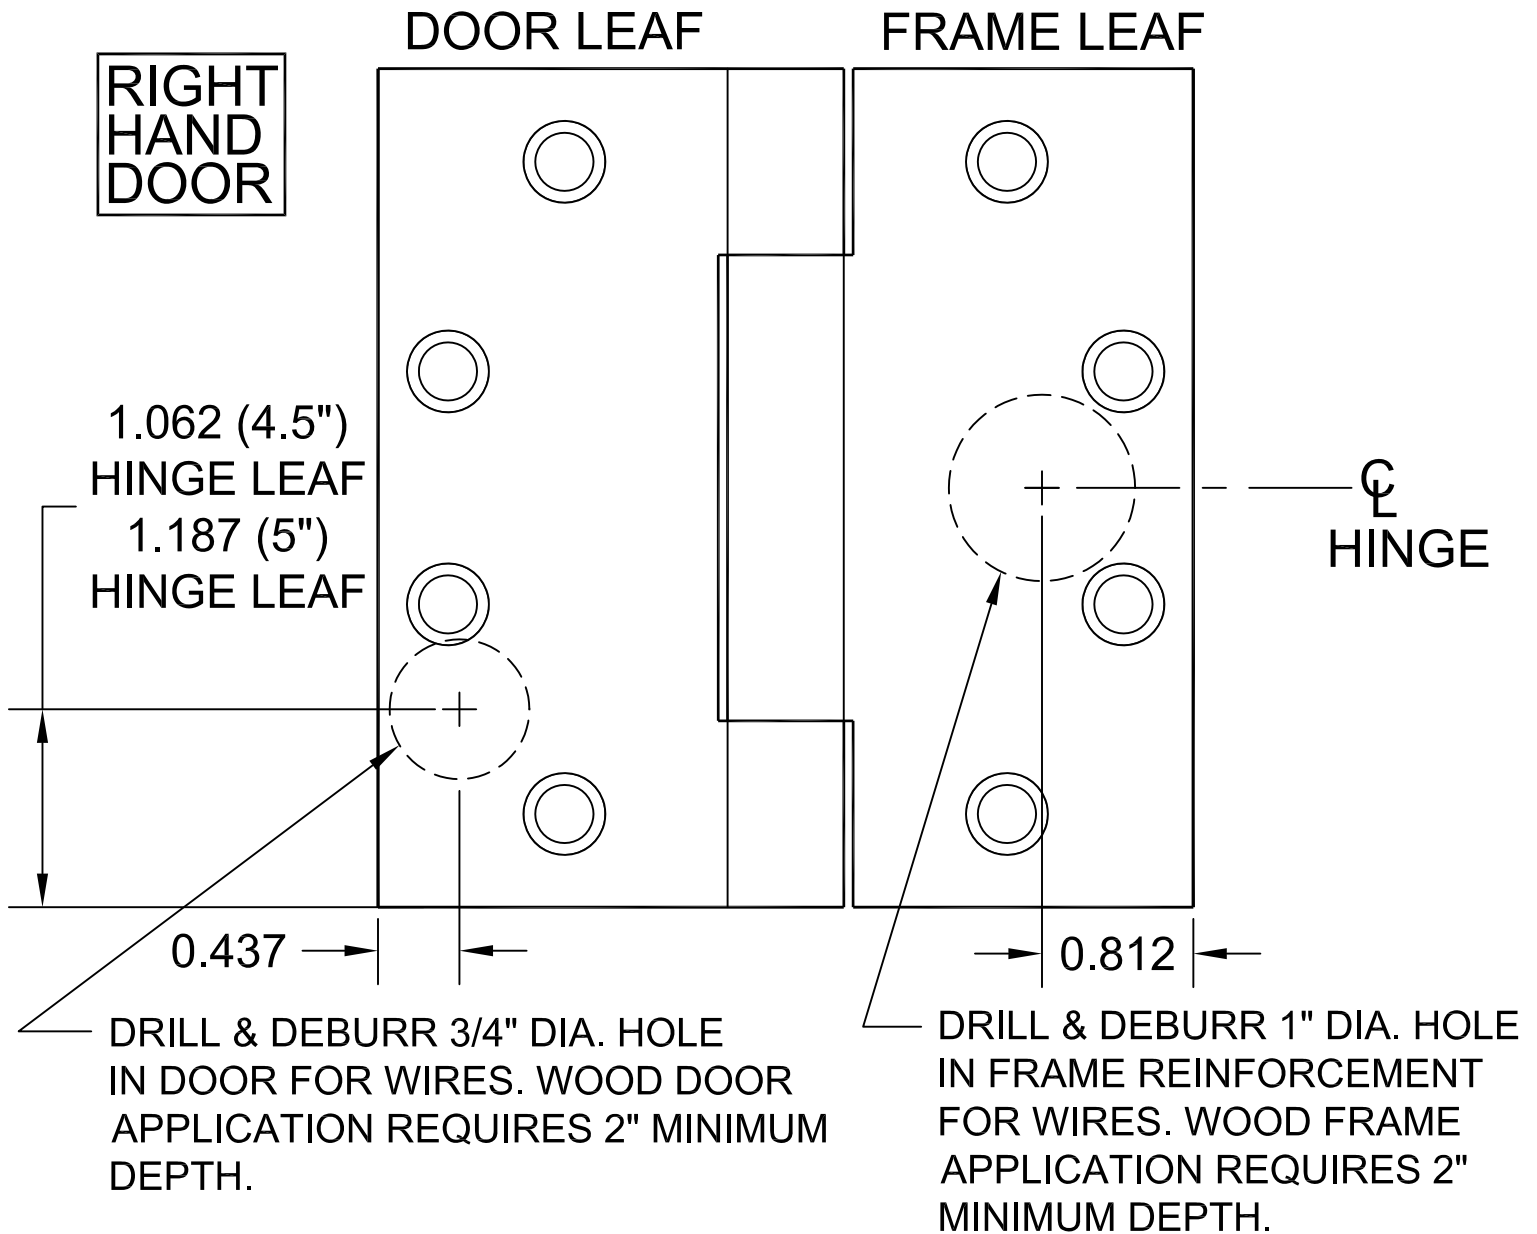 DOOR LEAF
FRAME LEAF
RIGHT
HAND
DOOR
1.062 (4.5")
HINGE LEAF
1.187 (5")
HINGE LEAF
℄
HINGE
0.437
0.812
DRILL & DEBURR 3/4" DIA. HOLE
IN DOOR FOR WIRES. WOOD DOOR
APPLICATION REQUIRES 2" MINIMUM
DEPTH.
DRILL & DEBURR 1" DIA. HOLE
IN FRAME REINFORCEMENT
FOR WIRES. WOOD FRAME
APPLICATION REQUIRES 2"
MINIMUM DEPTH.